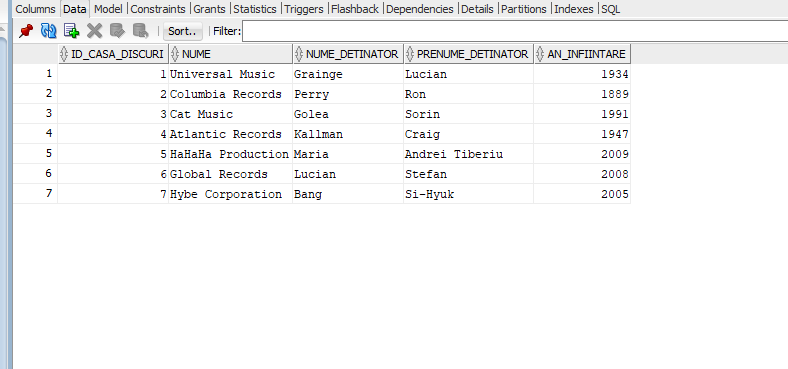 Columns Data Model Constraints Grants Statistics Triggers Flashback Dependencies Details Partitions Indexes SQL
Sort.. Filter:
ID_CASA_DISCURI NUME NUME_DETINATOR PRENUME_DETINATOR AN_INFIINTARE
1 1 Universal Music Grainge Lucian 1934
2 2 Columbia Records Perry Ron 1889
3 3 Cat Music Golea Sorin 1991
4 4 Atlantic Records Kallman Craig 1947
5 5 HaHaHa Production Maria Andrei Tiberiu 2009
6 6 Global Records Lucian Stefan 2008
7 7 Hybe Corporation Bang Si-Hyuk 2005